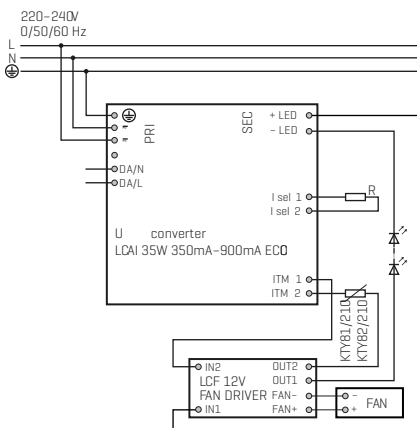 220-240V
0/50/60 Hz
L
N
PRI
SEC
+ LED
- LED
DA/N
DA/L
I sel 1
I sel 2
R
U converter
LCAI 35W 350mA-900mA ECO
ITM 1
ITM 2
KTY81/210
KTY82/210
IN2
OUT2
LCF 12V
OUT1
FAN DRIVER
FAN-
IN1
FAN+
-
+
FAN